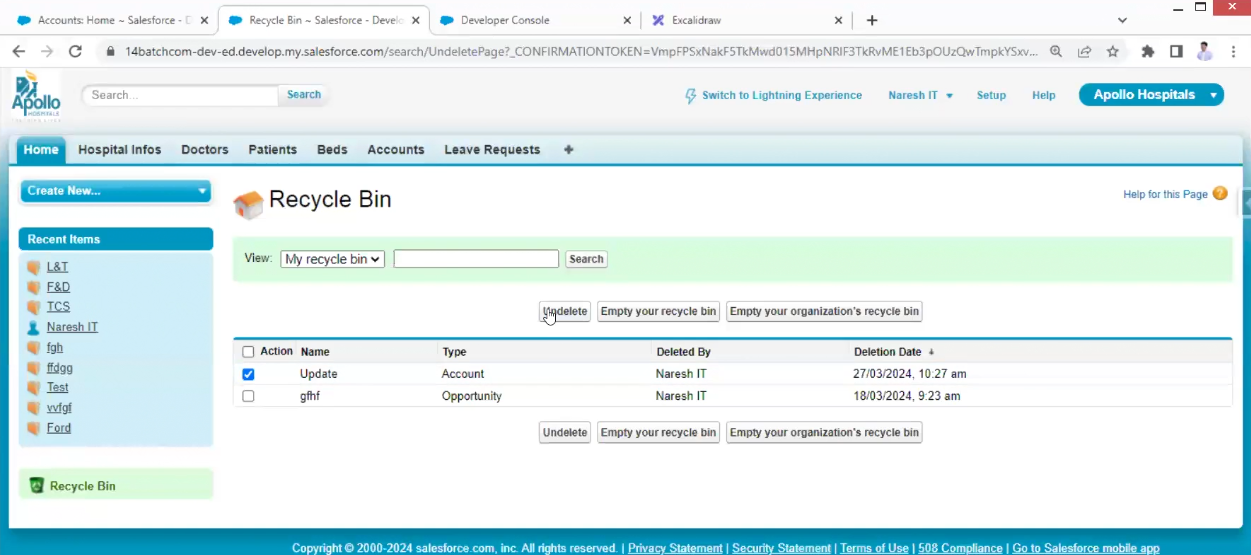 Accounts: Home ~ Salesforce - D
Recycle Bin ~ Salesforce - Develo
Developer Console
Excalidraw
14batchcom-dev-ed.develop.my.salesforce.com/search/UndeletePage?_CONFIRMATIONTOKEN=VmpFPSxNakF5TkMwd015MHpNRlF3TkRvME1Eb3pOUzQwTmpkYSxv...
Apollo
HOSPITALS
Search...
Search
Switch to Lightning Experience
Naresh IT
Setup
Help
Apollo Hospitals
Home
Hospital Infos
Doctors
Patients
Beds
Accounts
Leave Requests
Create New...
Recent Items
L&T
F&D
TCS
Naresh IT
fgh
ffdgg
Test
vvfgf
Ford
Recycle Bin
Recycle Bin
Help for this Page
View: My recycle bin
Search
Undelete
Empty your recycle bin
Empty your organization's recycle bin
Action Name Type Deleted By Deletion Date
Update Account Naresh IT 27/03/2024, 10:27 am
gfhf Opportunity Naresh IT 18/03/2024, 9:23 am
Undelete
Empty your recycle bin
Empty your organization's recycle bin
Copyright © 2000-2024 salesforce.com, inc. All rights reserved. | Privacy Statement | Security Statement | Terms of Use | 508 Compliance | Go to Salesforce mobile app